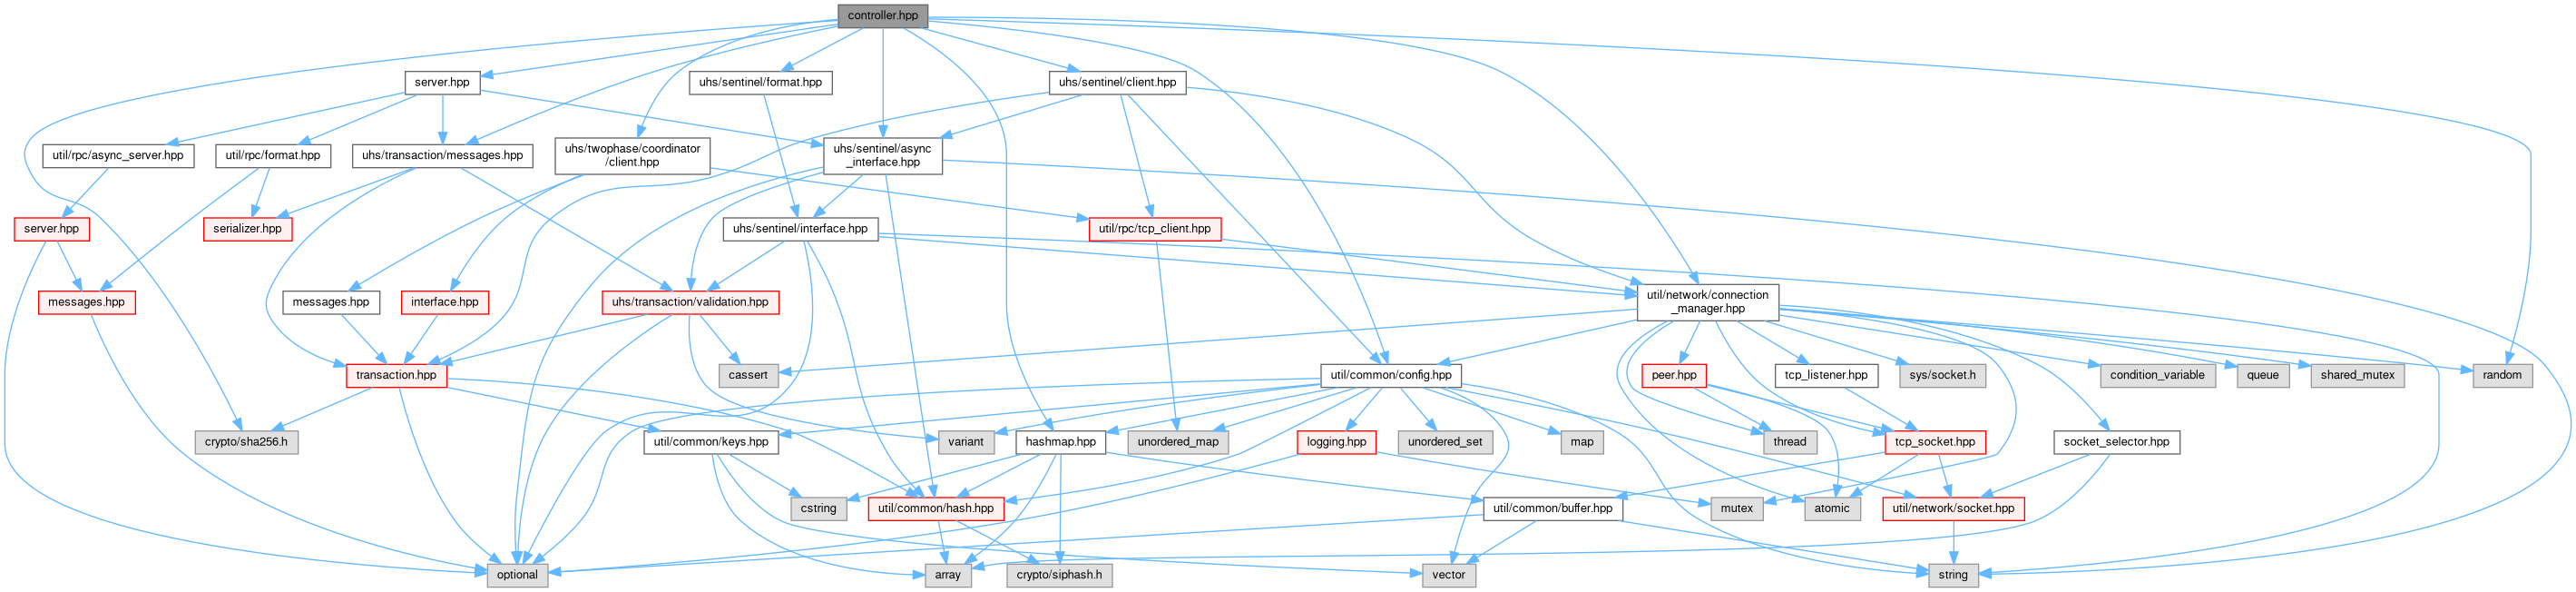 controller.hpp
server.hpp
uhs/sentinel/format.hpp
uhs/sentinel/client.hpp
util/rpc/async_server.hpp
util/rpc/format.hpp
uhs/transaction/messages.hpp
uhs/twophase/coordinator
/client.hpp
uhs/sentinel/async
_interface.hpp
server.hpp
serializer.hpp
uhs/sentinel/interface.hpp
util/rpc/tcp_client.hpp
messages.hpp
messages.hpp
interface.hpp
uhs/transaction/validation.hpp
util/network/connection
_manager.hpp
transaction.hpp
cassert
util/common/config.hpp
peer.hpp
tcp_listener.hpp
sys/socket.h
condition_variable
queue
shared_mutex
random
crypto/sha256.h
util/common/keys.hpp
variant
hashmap.hpp
unordered_map
logging.hpp
unordered_set
map
thread
tcp_socket.hpp
socket_selector.hpp
cstring
util/common/hash.hpp
util/common/buffer.hpp
mutex
atomic
util/network/socket.hpp
optional
array
crypto/siphash.h
vector
string